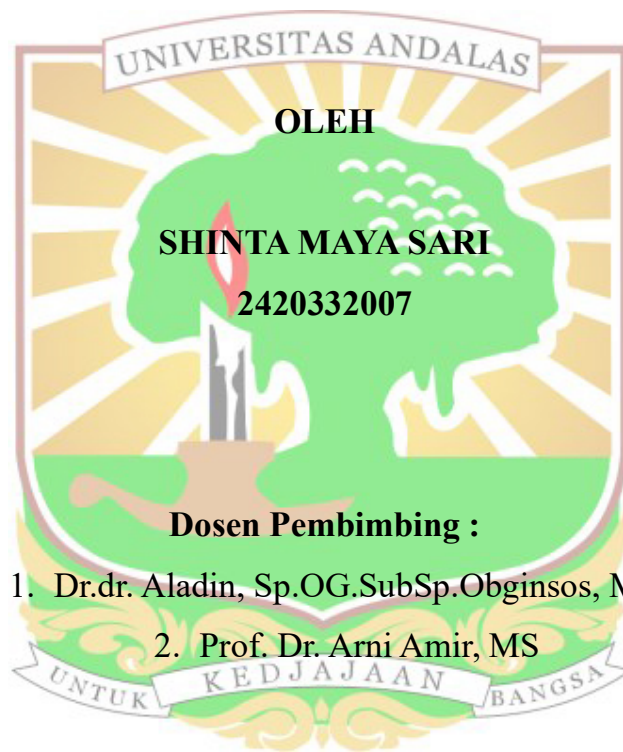 UNIVERSITAS ANDALAS
OLEH
SHINTA MAYA SARI
2420332007
Dosen Pembimbing :
1. Dr.dr. Aladin, Sp.OG.SubSp.Obginsos,
2. Prof. Dr. Arni Amir, MS
UNTUK KEDJAJAAN BANGSA